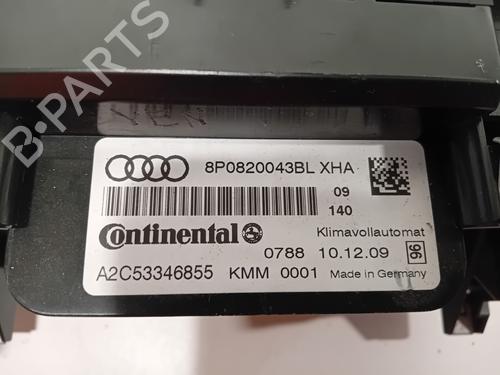 B-PARTS
8P0820043BL XHA
09
140
Continental
Klimavollautomat
0788 10.12.09
96
A2C53346855 KMM 0001 Made in Germany